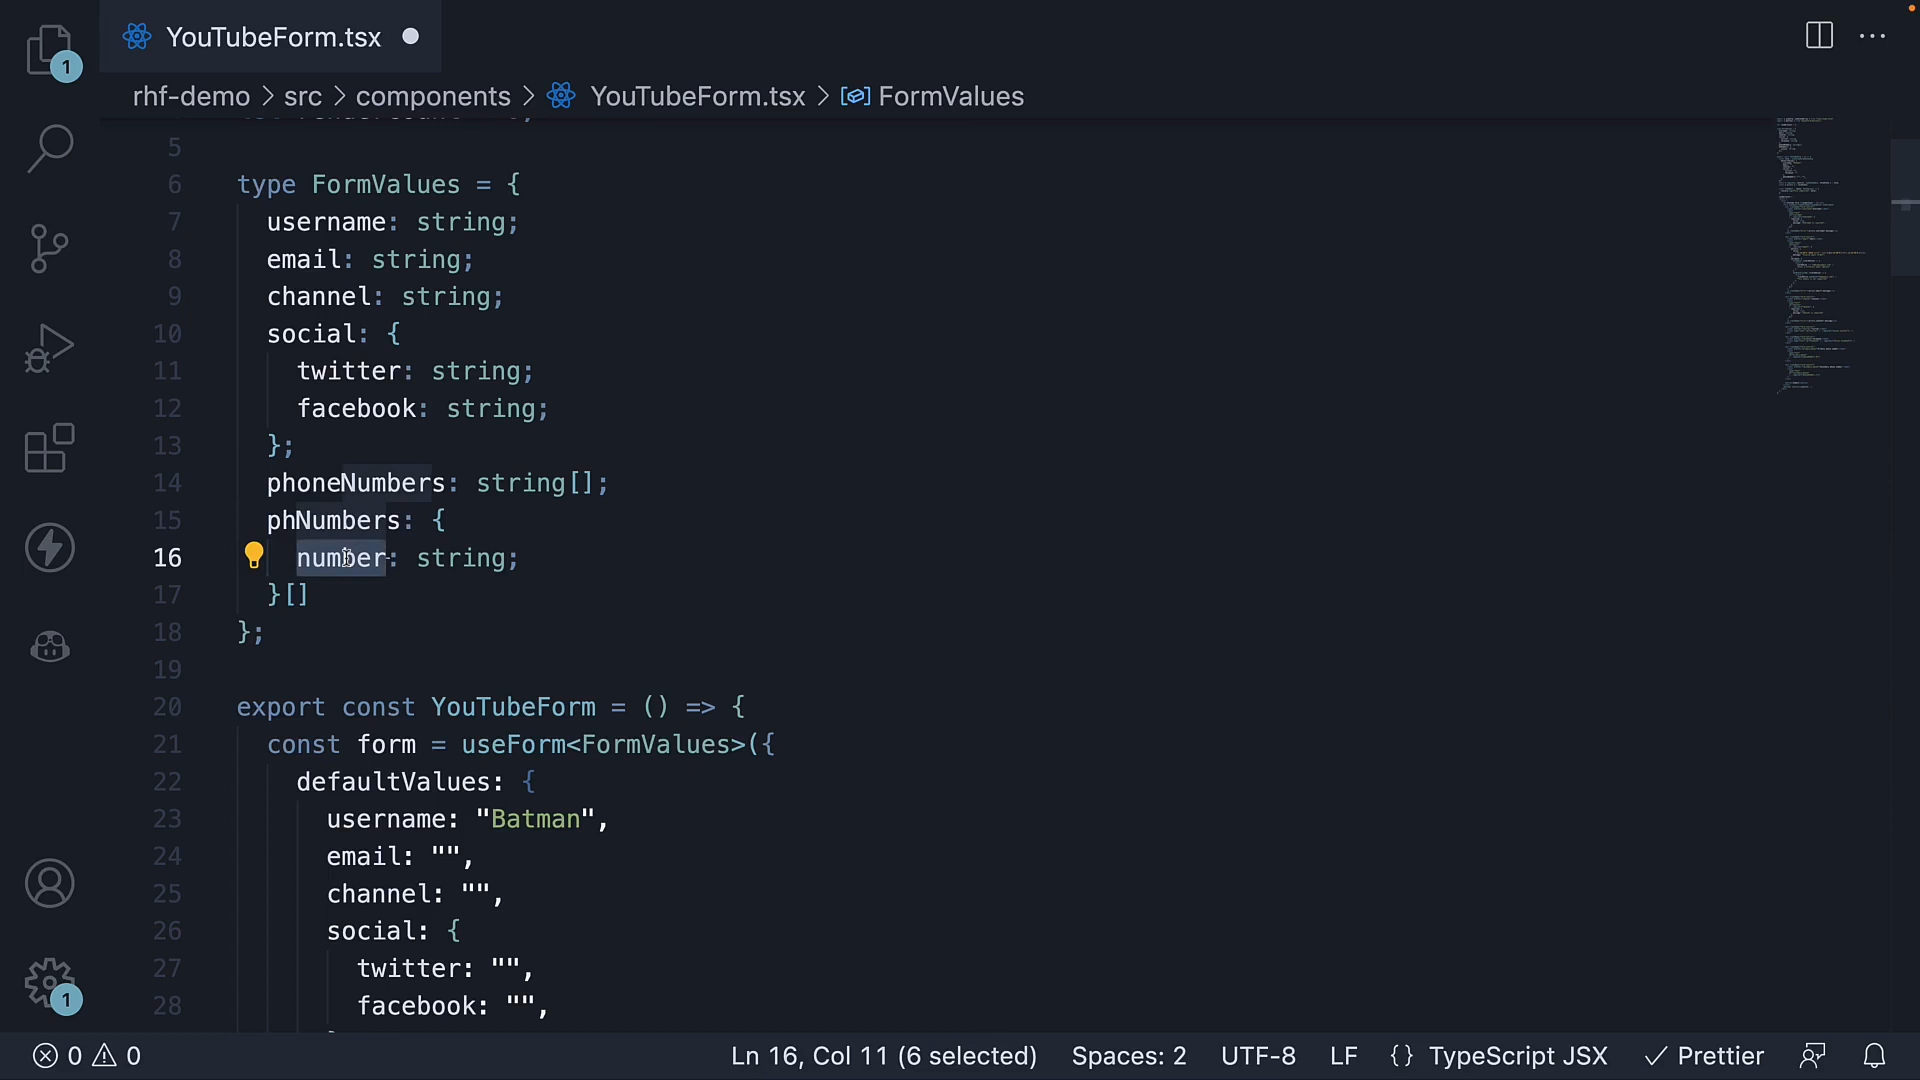 1
YouTubeForm.tsx
rhf-demo > src > components > YouTubeForm.tsx > FormValues
5
6 type FormValues = {
7 username: string;
8 email: string;
9 channel: string;
10 social: {
11 twitter: string;
12 facebook: string;
13 };
14 phoneNumbers: string[];
15 phNumbers: {
16 number: string;
17 }[]
18 };
19
20 export const YouTubeForm = () => {
21 const form = useForm<FormValues>({
22 defaultValues: {
23 username: "Batman",
24 email: "",
25 channel: "",
26 social: {
27 twitter: "",
28 facebook: "",
1
0 0 Ln 16, Col 11 (6 selected) Spaces: 2 UTF-8 LF {} TypeScript JSX Prettier